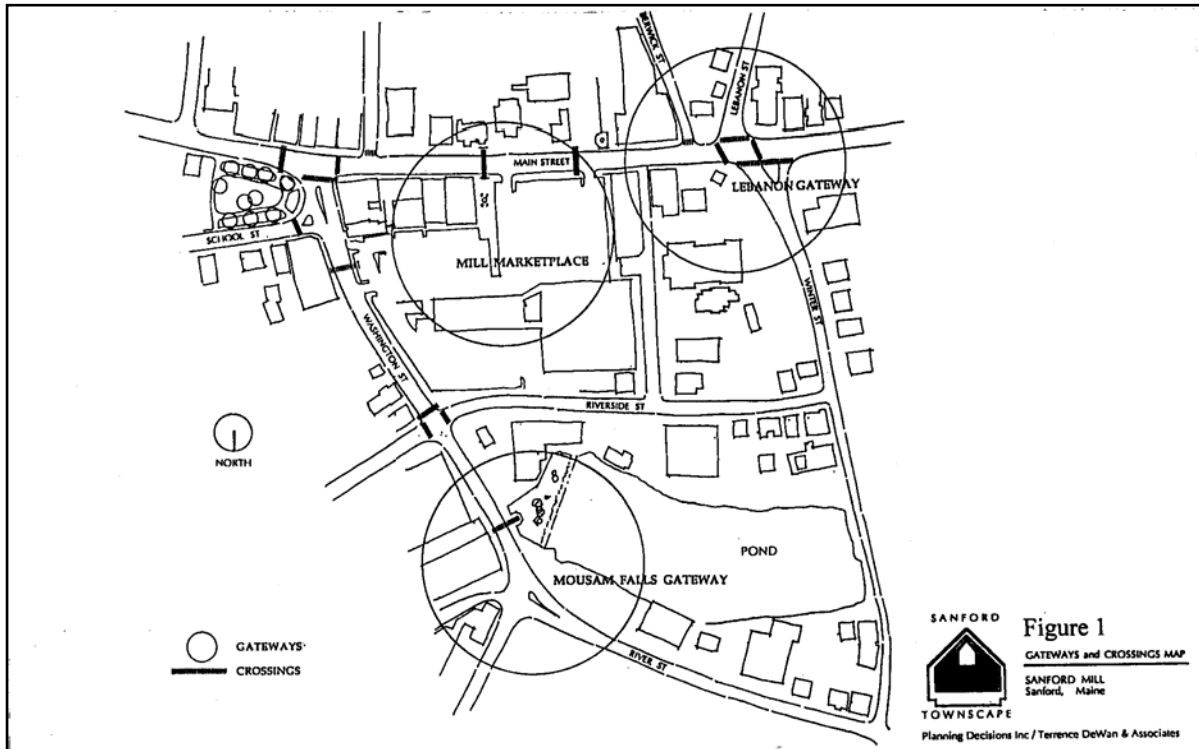 BERWICK ST
LEBANON ST
MAIN STREET
LEBANON GATEWAY
SCHOOL ST
MILL MARKETPLACE
WINTER ST
WASHINGTON ST
RIVERSIDE ST
NORTH
POND
MOUSAM FALLS GATEWAY
GATEWAYS
CROSSINGS
RIVER ST
SANFORD
TOWNSCAPE
Figure 1
GATEWAYS and CROSSINGS MAP
SANFORD MILL
Sanford, Maine
Planning Decisions Inc / Terrence DeWan & Associates